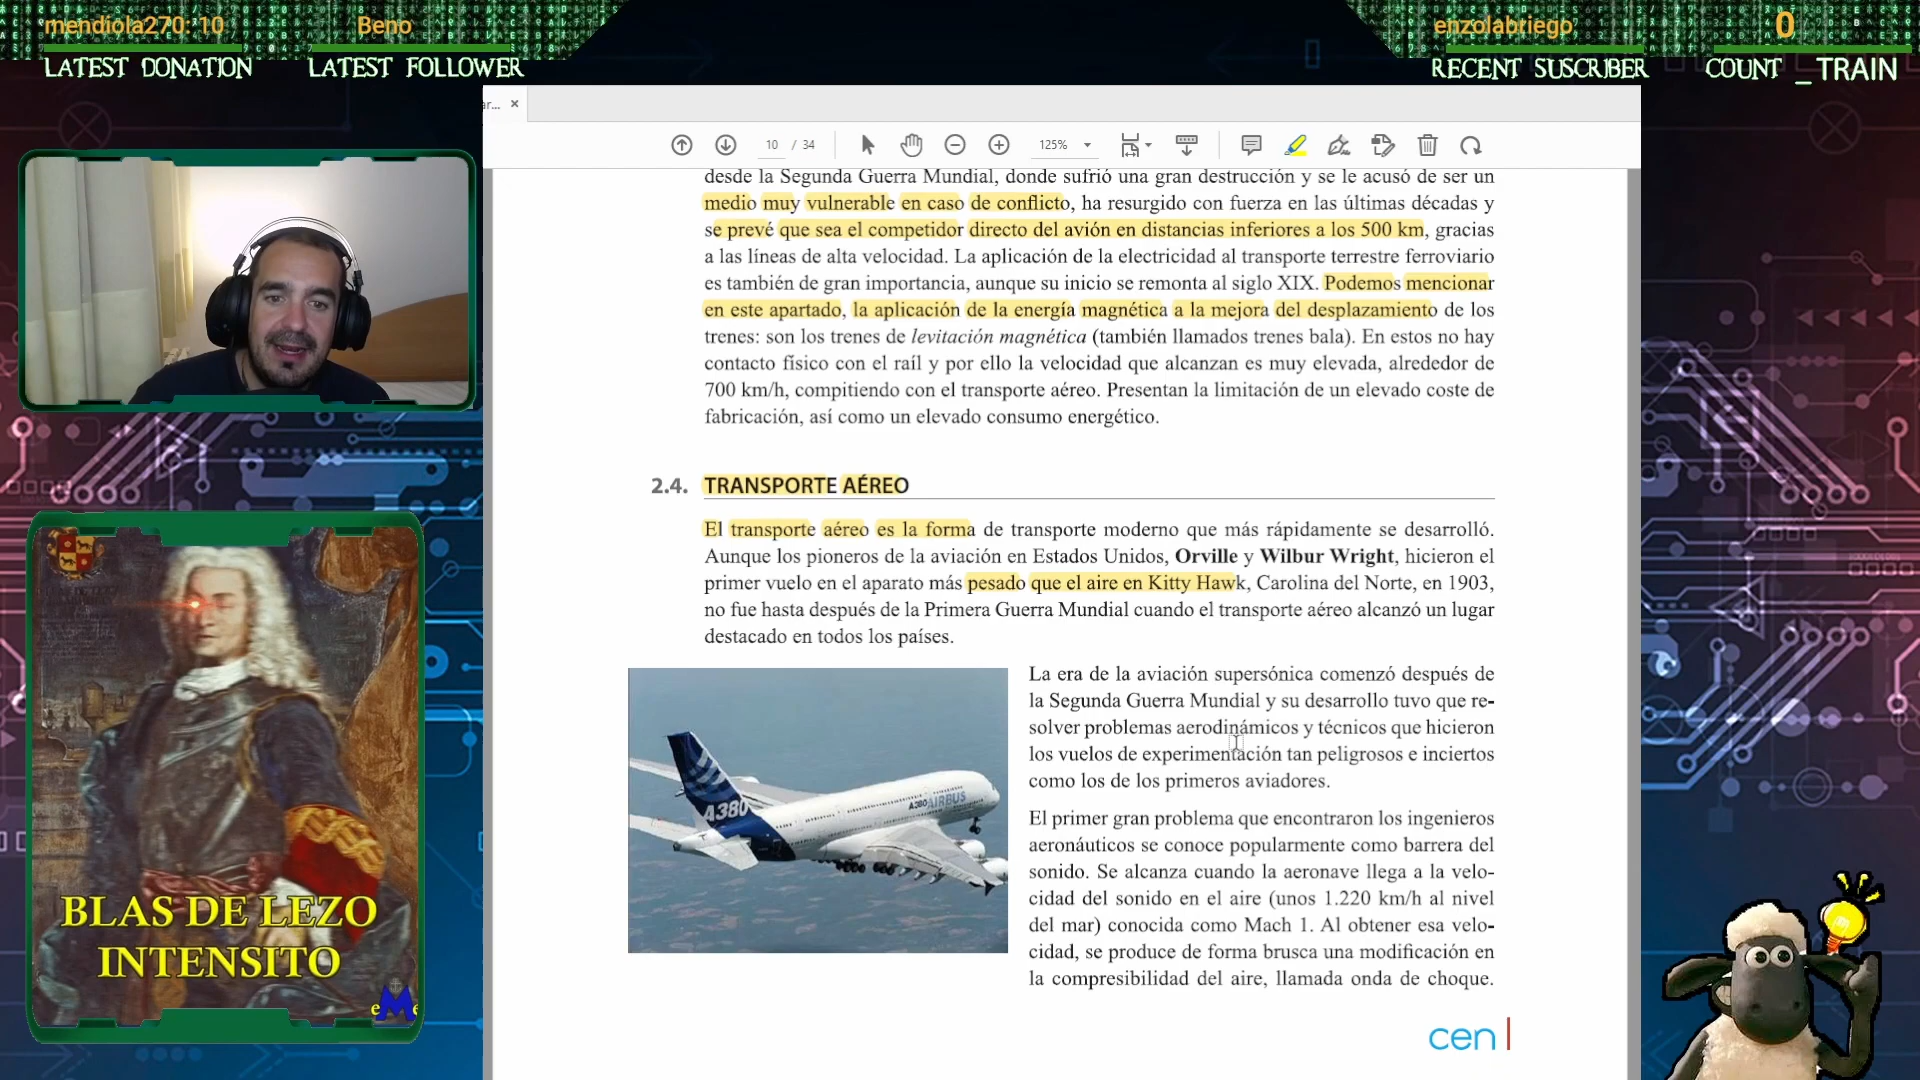 mendiola270: 10
Beno
enzolabriego
0
LATEST DONATION
LATEST FOLLOWER
RECENT SUSCRIBER
COUNT _TRAIN
ar...
10 / 34
125%
desde la Segunda Guerra Mundial, donde sufrió una gran destrucción y se le acusó de ser un
medio muy vulnerable en caso de conflicto, ha resurgido con fuerza en las últimas décadas y
se prevé que sea el competidor directo del avión en distancias inferiores a los 500 km, gracias
a las líneas de alta velocidad. La aplicación de la electricidad al transporte terrestre ferroviario
es también de gran importancia, aunque su inicio se remonta al siglo XIX. Podemos mencionar
en este apartado, la aplicación de la energía magnética a la mejora del desplazamiento de los
trenes: son los trenes de levitación magnética (también llamados trenes bala). En estos no hay
contacto físico con el raíl y por ello la velocidad que alcanzan es muy elevada, alrededor de
700 km/h, compitiendo con el transporte aéreo. Presentan la limitación de un elevado coste de
fabricación, así como un elevado consumo energético.
2.4. TRANSPORTE AÉREO
El transporte aéreo es la forma de transporte moderno que más rápidamente se desarrolló.
Aunque los pioneros de la aviación en Estados Unidos, Orville y Wilbur Wright, hicieron el
primer vuelo en el aparato más pesado que el aire en Kitty Hawk, Carolina del Norte, en 1903,
no fue hasta después de la Primera Guerra Mundial cuando el transporte aéreo alcanzó un lugar
destacado en todos los países.
La era de la aviación supersónica comenzó después de
la Segunda Guerra Mundial y su desarrollo tuvo que re-
solver problemas aerodinámicos y técnicos que hicieron
los vuelos de experimentación tan peligrosos e inciertos
como los de los primeros aviadores.
El primer gran problema que encontraron los ingenieros
aeronáuticos se conoce popularmente como barrera del
sonido. Se alcanza cuando la aeronave llega a la velo-
cidad del sonido en el aire (unos 1.220 km/h al nivel
del mar) conocida como Mach 1. Al obtener esa velo-
cidad, se produce de forma brusca una modificación en
la compresibilidad del aire, llamada onda de choque.
A380
A380 AIRBUS
cen
BLAS DE LEZO
INTENSITO